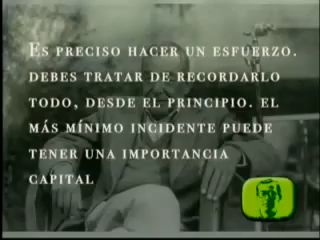 Es preciso hacer un esfuerzo.
debes tratar de recordarlo
todo, desde el principio. el
más mínimo incidente puede
tener una importancia
capital